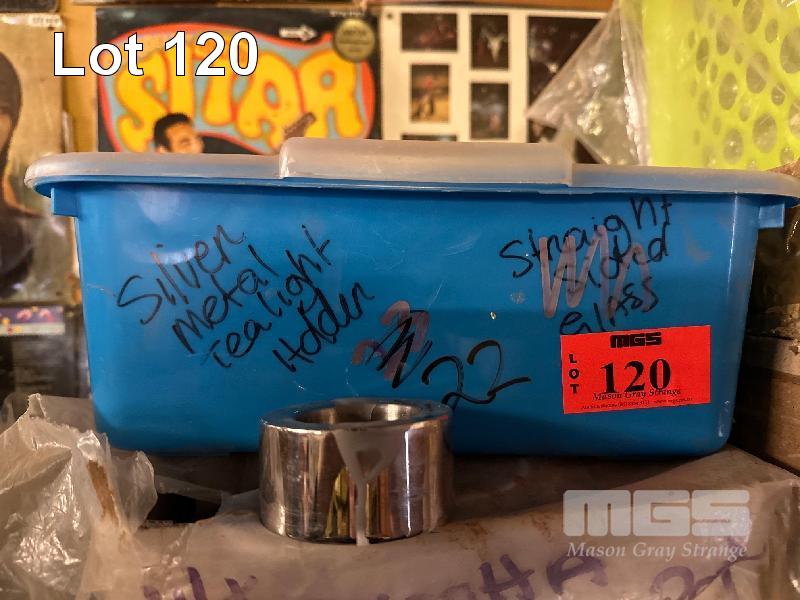 Lot 120
SITAR
Silver
metal
Tealight
Holder
22
Straight
sided
glass
MGS
LOT
120
Mason Gray Strange
MGS
Mason Gray Strange